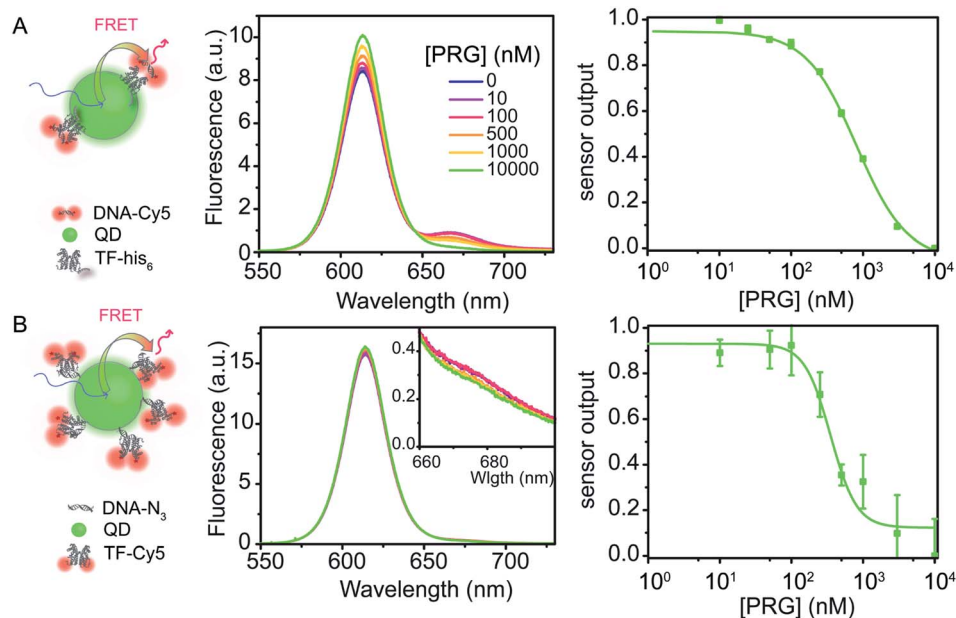 A
FRET
DNA-Cy5
QD
TF-his6
Fluorescence (a.u.)
10
8
6
4
2
0
[PRG] (nM)
0
10
100
500
1000
10000
550
600
650
700
Wavelength (nm)
sensor output
1.0
0.8
0.6
0.4
0.2
0.0
10^0
10^1
10^2
10^3
10^4
[PRG] (nM)
B
FRET
DNA-N3
QD
TF-Cy5
Fluorescence (a.u.)
15
10
5
0
0.4
0.2
0.0
660
680
Wlgth (nm)
550
600
650
700
Wavelength (nm)
sensor output
1.0
0.8
0.6
0.4
0.2
0.0
10^0
10^1
10^2
10^3
10^4
[PRG] (nM)